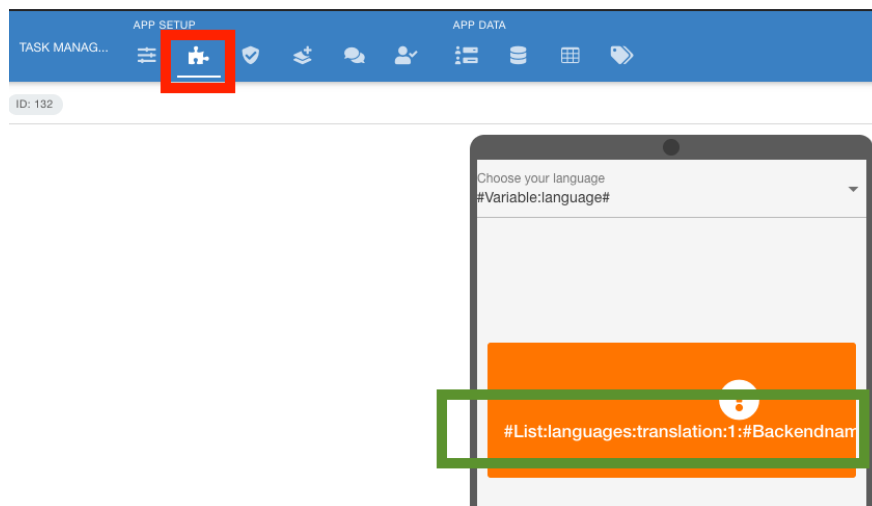 APP SETUP
APP DATA
TASK MANAG...
ID: 132
Choose your language
#Variable:language#
#List:languages:translation:1:#Backendnam